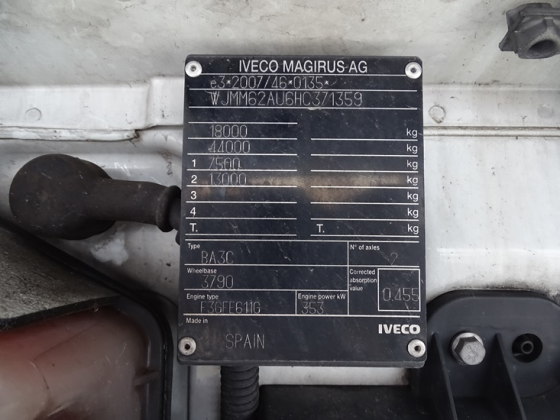 IVECO MAGIRUS AG
e3*2007/46*0135*
WJMM62AU6HC371359
18000 kg
44000 kg
1 7500 kg
2 13000 kg
3 kg
4 kg
T. T. kg
Type N° of axles
BA3C 2
Wheelbase Corrected absorption value
3790 0.455
Engine type Engine power kW
353
Made in
SPAIN IVECO